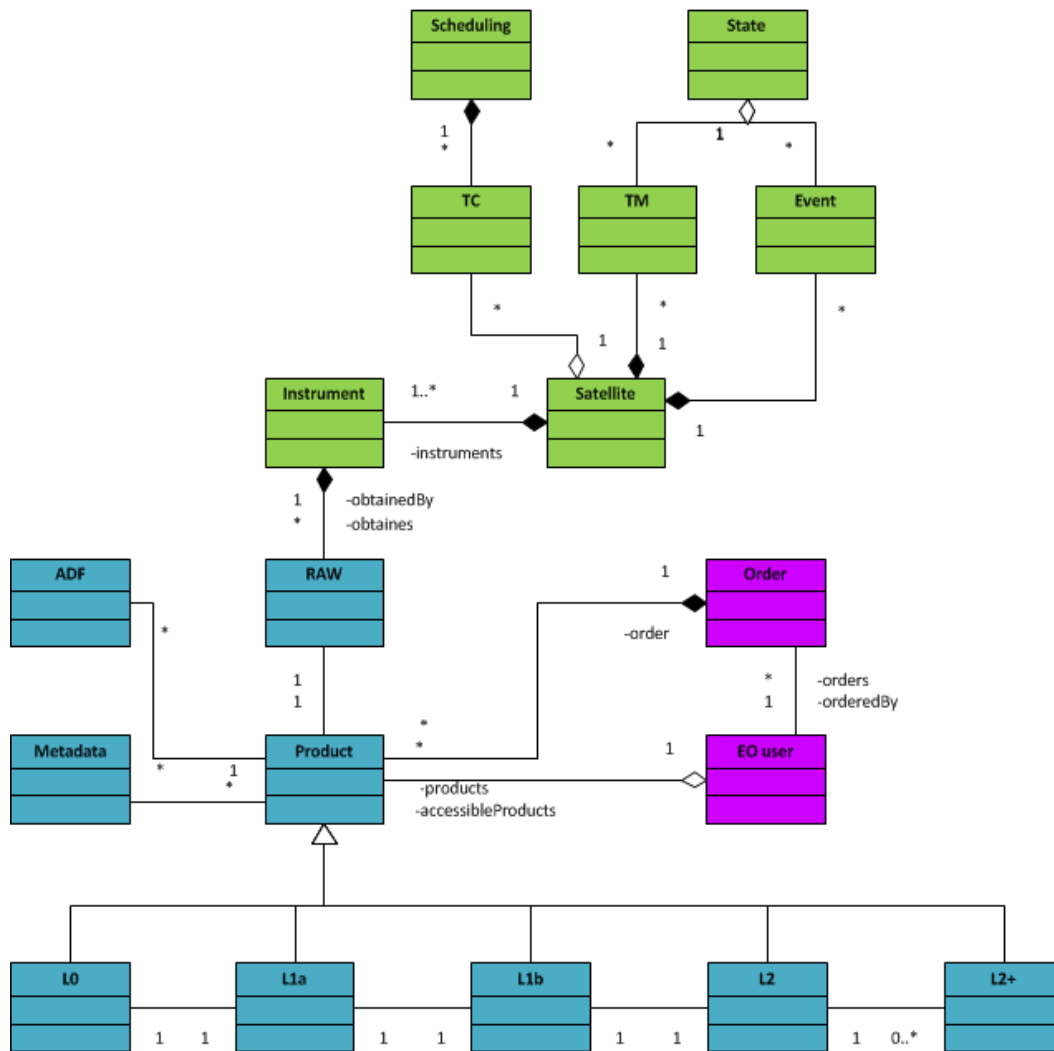 Scheduling
State
1
*
*
1
*
TC
TM
Event
*
*
*
1
1
Instrument
1..*
1
Satellite
1
-instruments
1
-obtainedBy
*
-obtaines
ADF
RAW
1
Order
*
-order
1
*
-orders
1
-orderedBy
*
Metadata
Product
*
1
EO user
*
1
*
-products
-accessibleProducts
L0
L1a
L1b
L2
L2+
1
1
1
1
1
1
1
0..*